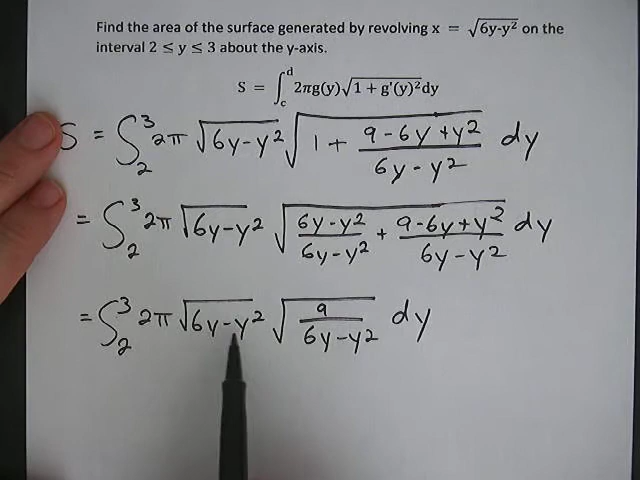 Find the area of the surface generated by revolving x = √6y-y² on the
interval 2 ≤ y ≤ 3 about the y-axis.
S = ∫_c^d 2πg(y)√1 + g'(y)²dy
S = ∫_2^3 2π √6y-y² √(1 + (9-6y+y²)/(6y-y²)) dy
= ∫_2^3 2π √6y-y² √((6y-y²)/(6y-y²) + (9-6y+y²)/(6y-y²)) dy
= ∫_2^3 2π √6y-y² √(9/(6y-y²)) dy